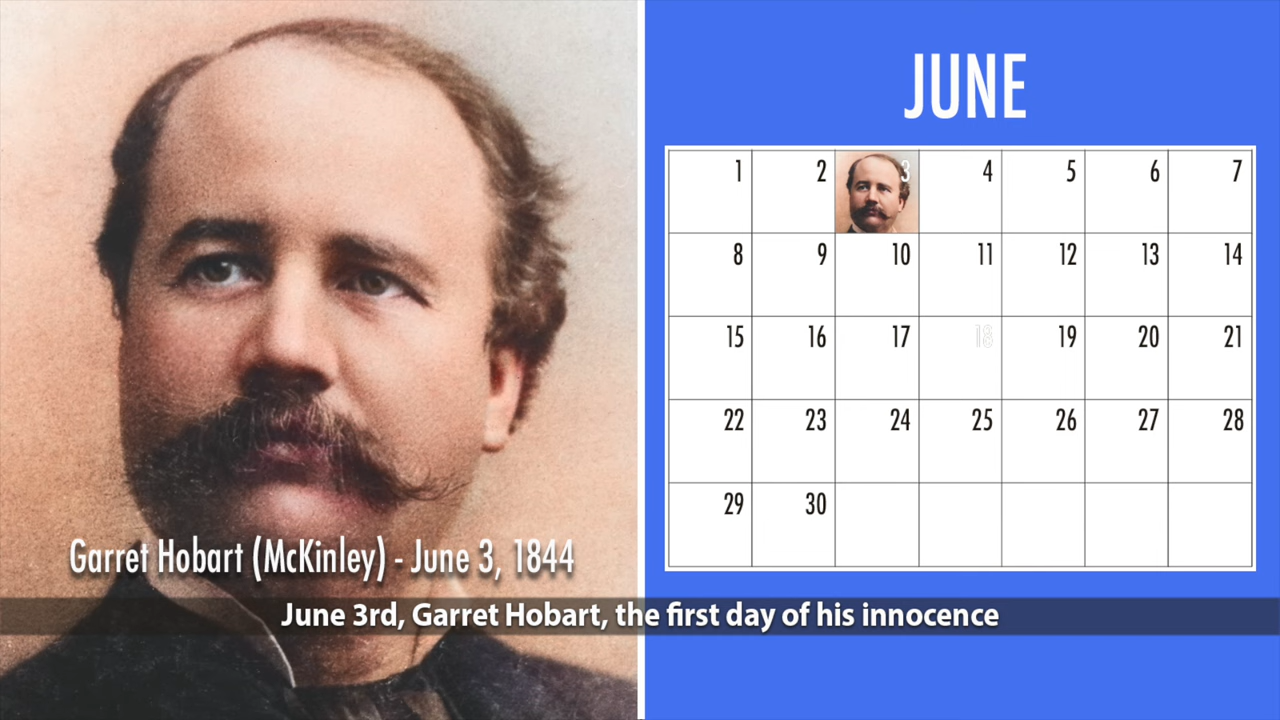 JUNE
1 2 3 4 5 6 7
8 9 10 11 12 13 14
15 16 17 18 19 20 21
22 23 24 25 26 27 28
29 30
Garret Hobart (McKinley) - June 3, 1844
June 3rd, Garret Hobart, the first day of his innocence